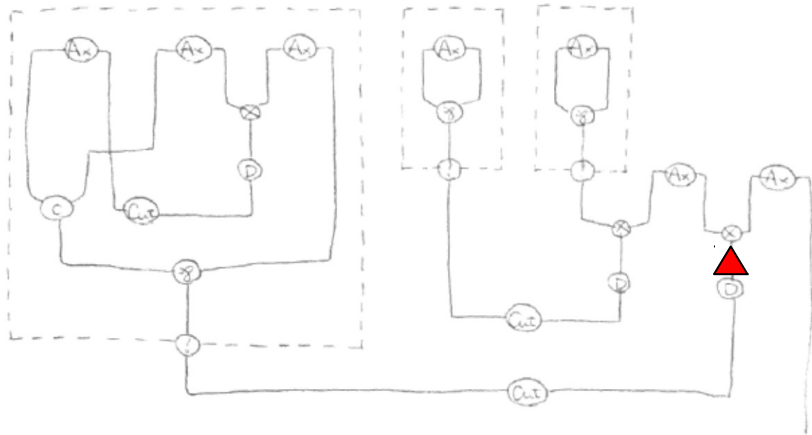 Ax Ax Ax Ax Ax
⊗ ⅋ ⅋
D ! ! Ax Ax
C Cut ⊗ ⊗
⅋ D D
Cut
!
Cut